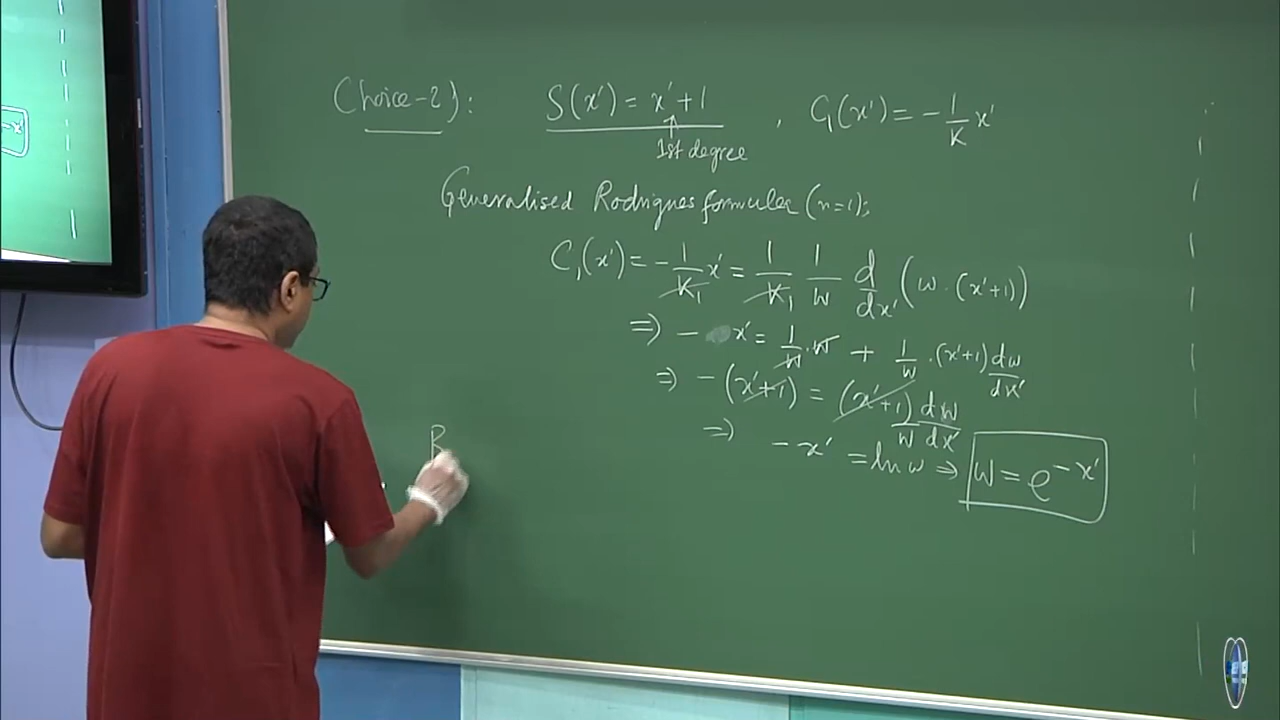 Choice-2): S(x') = x'+1 , C₁(x') = -1/K x'
↑
1st degree
Generalised Rodrigues formula (n=1):
C₁(x') = -1/K₁ x' = 1/K₁ 1/w d/dx' (w·(x'+1))
⇒ - x' = 1/w · w + 1/w ·(x'+1) dw/dx'
⇒ -(x'+1) = (x'+1)/w dw/dx'
⇒ -x' = ln w ⇒ w = e^-x'
B
-x